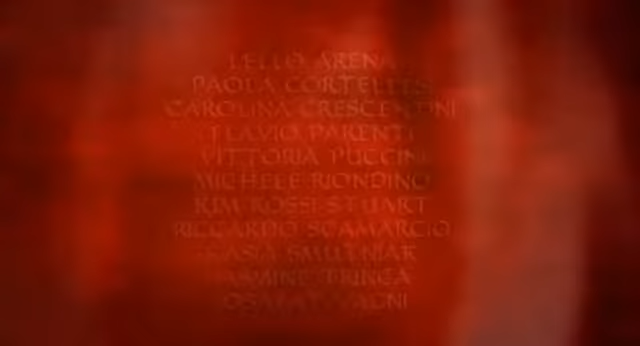 LELLO ARENA
PAOLA CORTELLESI
CAROLINA CRESCENTINI
FLAVIO PARENTI
VITTORIA PUCCINI
MICHELE RIONDINO
KIM ROSSI STUART
RICCARDO SCAMARCIO
KASIA SMUTNIAK
JASMINE TRINCA